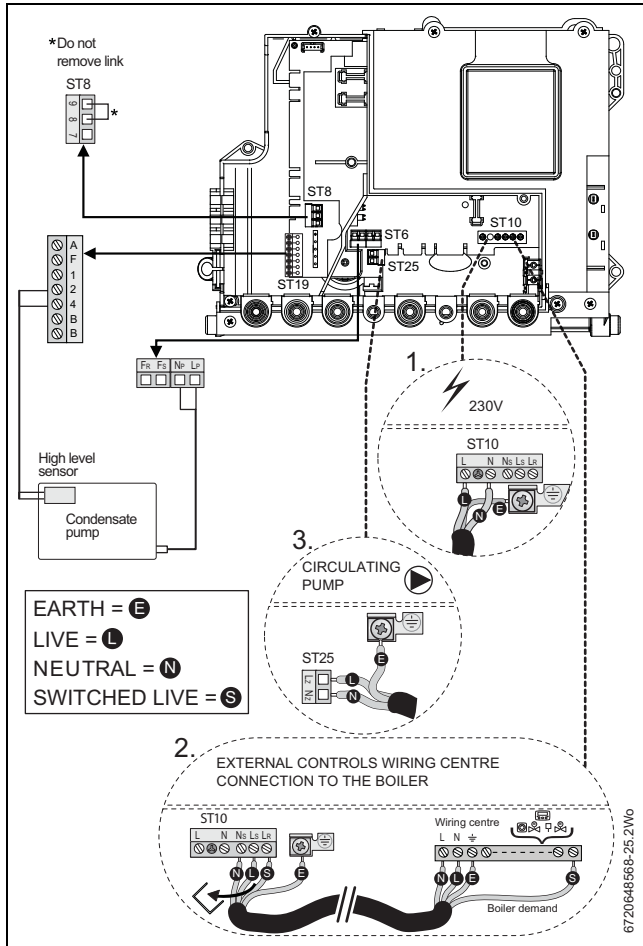 *Do not
remove link
ST8
9
8
7
*
ST8
ST6
ST10
ST25
ST19
A
F
1
2
4
B
B
FR FS NP LP
High level
sensor
Condensate
pump
1.
230V
ST10
L N NS LS LR
L
N
E
3.
CIRCULATING
PUMP
ST25
LZ
NZ
E
L
N
EARTH = E
LIVE = L
NEUTRAL = N
SWITCHED LIVE = S
2.
EXTERNAL CONTROLS WIRING CENTRE
CONNECTION TO THE BOILER
ST10
L N NS LS LR
N L S E
Wiring centre
L N
N L E S
Boiler demand
6720648568-25.2Wo